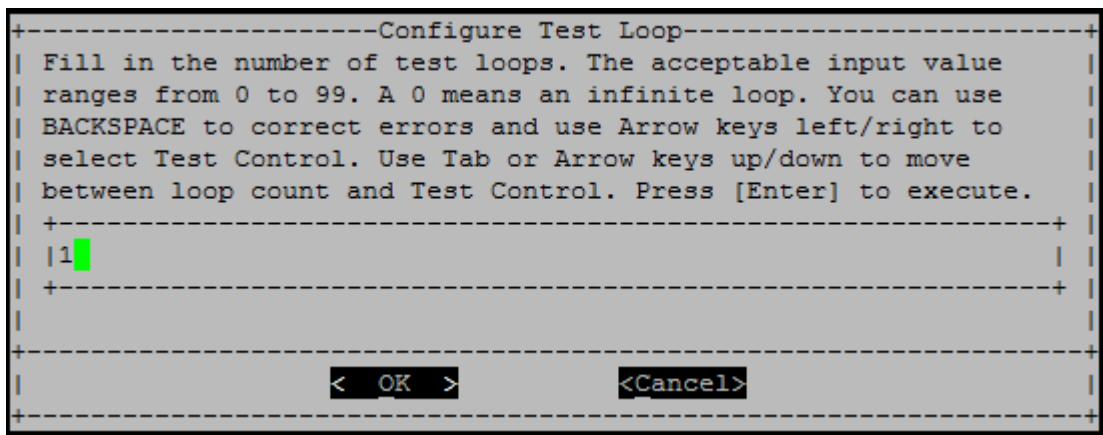 Configure Test Loop
Fill in the number of test loops. The acceptable input value
ranges from 0 to 99. A 0 means an infinite loop. You can use
BACKSPACE to correct errors and use Arrow keys left/right to
select Test Control. Use Tab or Arrow keys up/down to move
between loop count and Test Control. Press [Enter] to execute.
1
< OK > <Cancel>